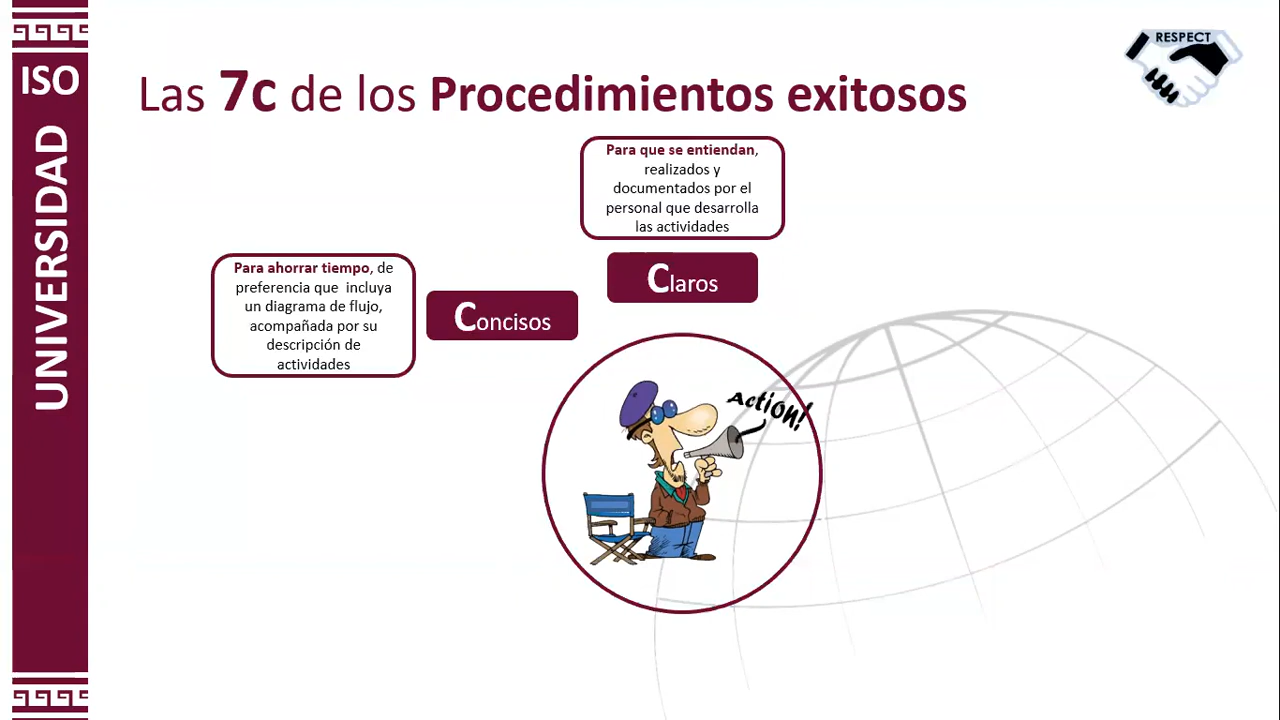 ISO
UNIVERSIDAD
RESPECT
Las 7c de los Procedimientos exitosos
Para que se entiendan,
realizados y
documentados por el
personal que desarrolla
las actividades
Claros
Para ahorrar tiempo, de
preferencia que incluya
un diagrama de flujo,
acompañada por su
descripción de
actividades
Concisos
Action!